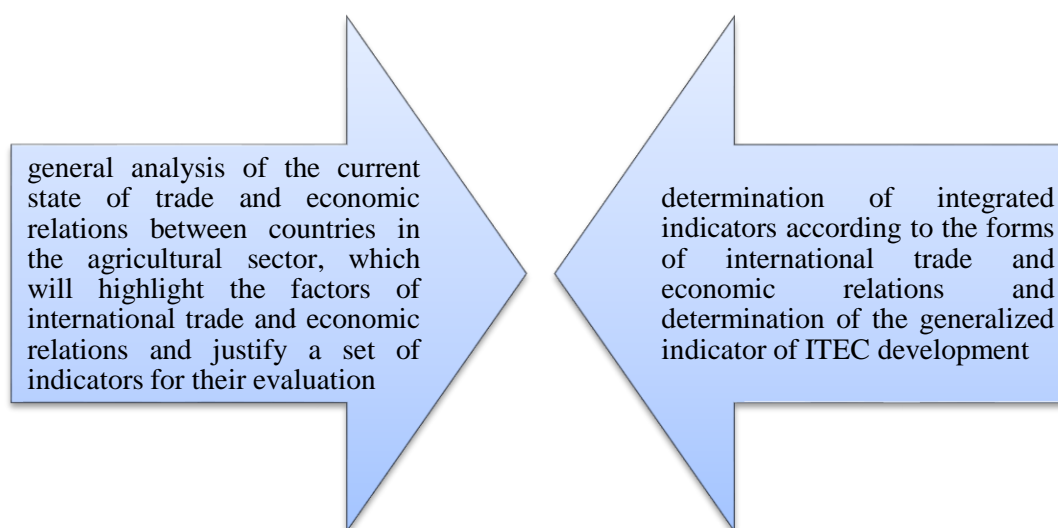 general analysis of the current
state of trade and economic
relations between countries in
the agricultural sector, which
will highlight the factors of
international trade and economic
relations and justify a set of
indicators for their evaluation
determination of integrated
indicators according to the forms
of international trade and
economic relations and
determination of the generalized
indicator of ITEC development